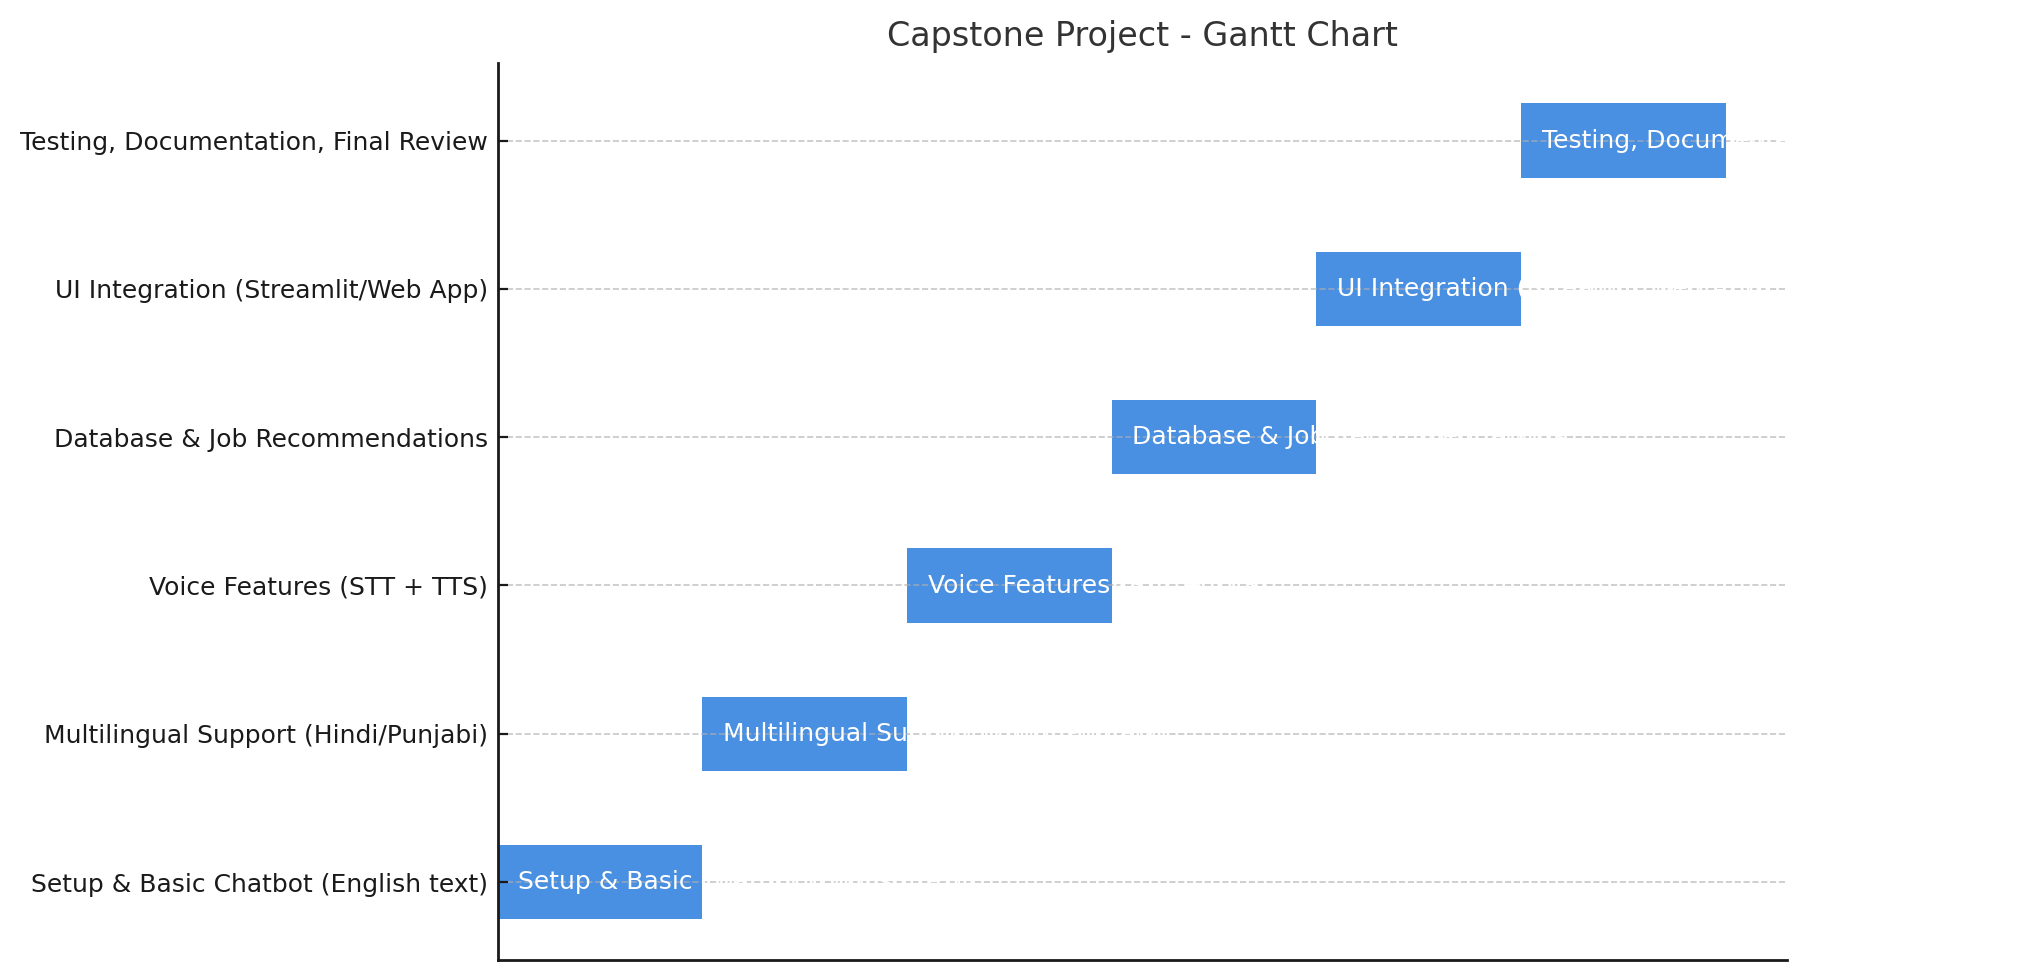 Capstone Project - Gantt Chart
Testing, Documentation, Final Review
Testing, Docum
UI Integration (Streamlit/Web App)
UI Integration
Database & Job Recommendations
Database & Job
Voice Features (STT + TTS)
Voice Features
Multilingual Support (Hindi/Punjabi)
Multilingual Su
Setup & Basic Chatbot (English text)
Setup & Basic